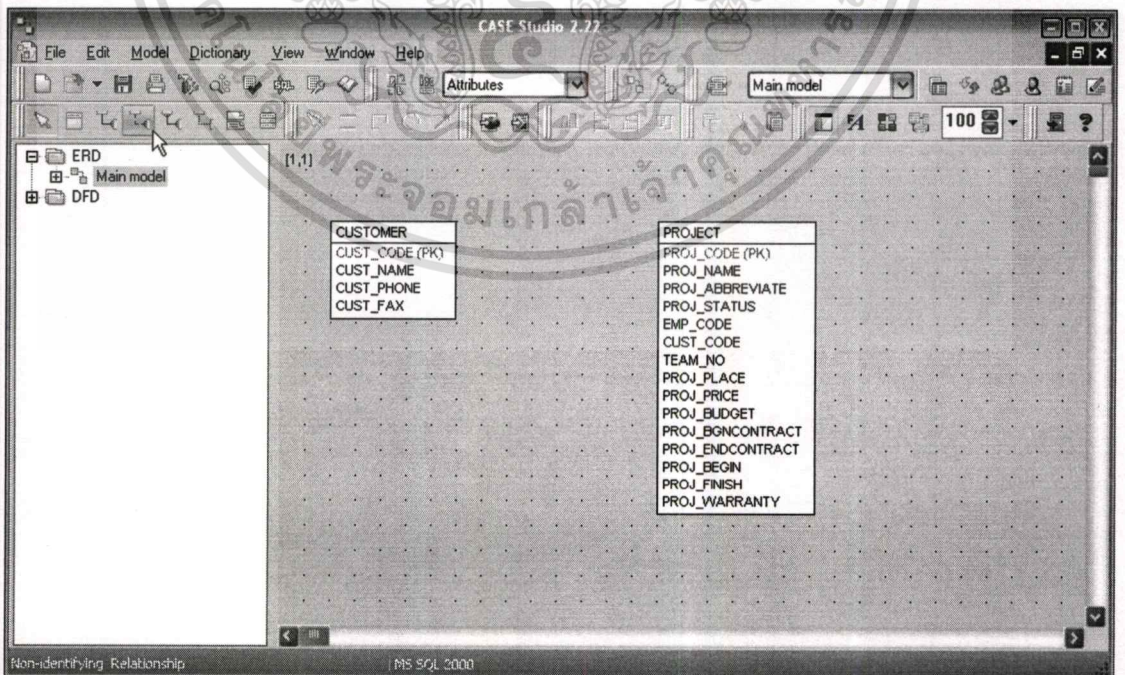 CASE Studio 2.22
File Edit Model Dictionary View Window Help
Attributes
Main model
100
ERD
Main model
DFD
[1,1]
CUSTOMER
CUST_CODE (PK)
CUST_NAME
CUST_PHONE
CUST_FAX
PROJECT
PROJ_CODE (PK)
PROJ_NAME
PROJ_ABBREVIATE
PROJ_STATUS
EMP_CODE
CUST_CODE
TEAM_NO
PROJ_PLACE
PROJ_PRICE
PROJ_BUDGET
PROJ_BGNCONTRACT
PROJ_ENDCONTRACT
PROJ_BEGIN
PROJ_FINISH
PROJ_WARRANTY
Non-identifying Relationship
MS SQL 2000